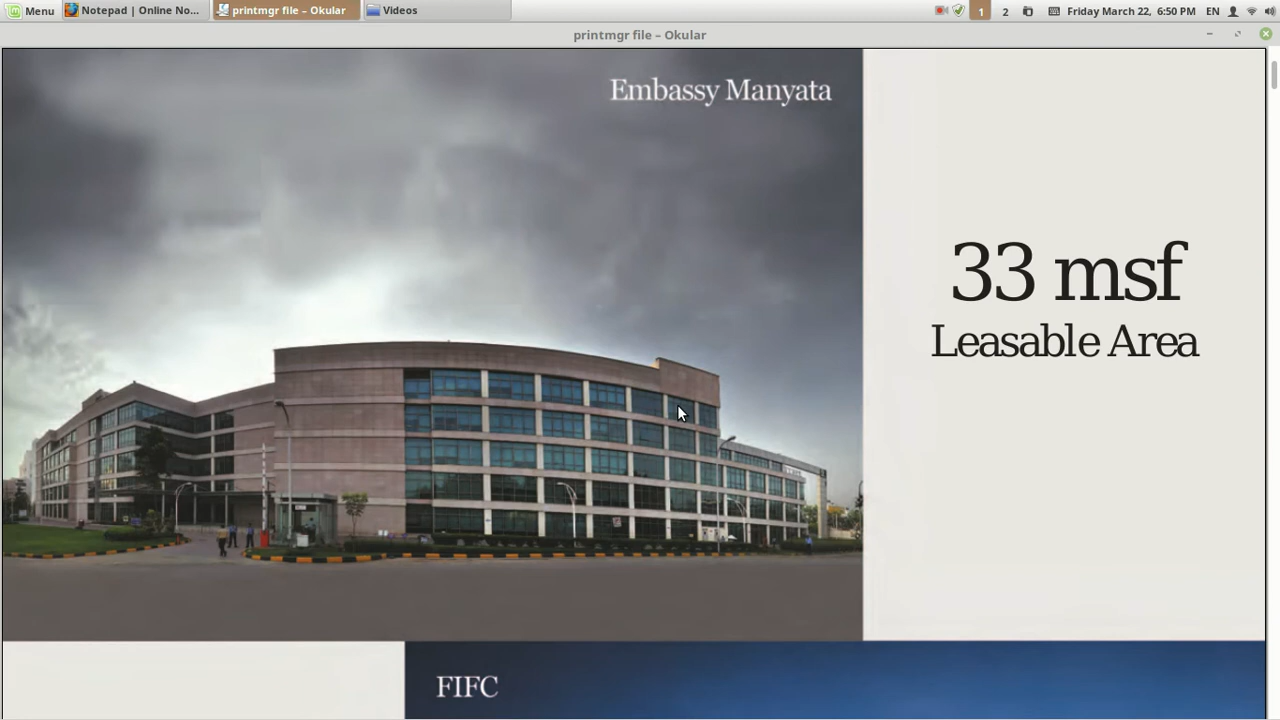 Menu
Notepad | Online No...
printmgr file – Okular
Videos
1
2
Friday March 22, 6:50 PM
EN
printmgr file – Okular
Embassy Manyata
33 msf
Leasable Area
FIFC